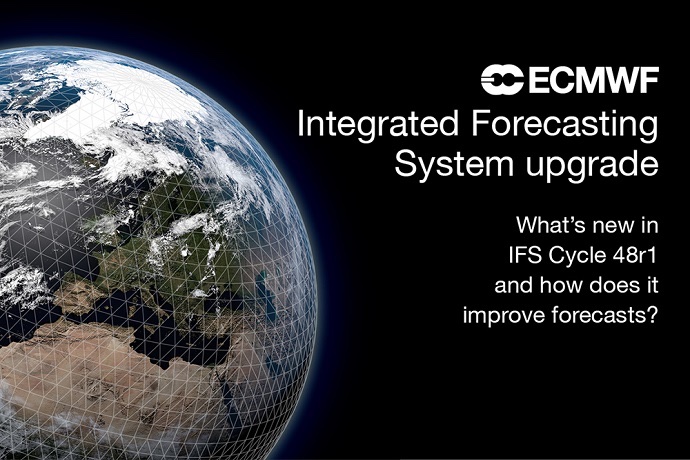 ECMWF
Integrated Forecasting
System upgrade
What’s new in
IFS Cycle 48r1
and how does it
improve forecasts?